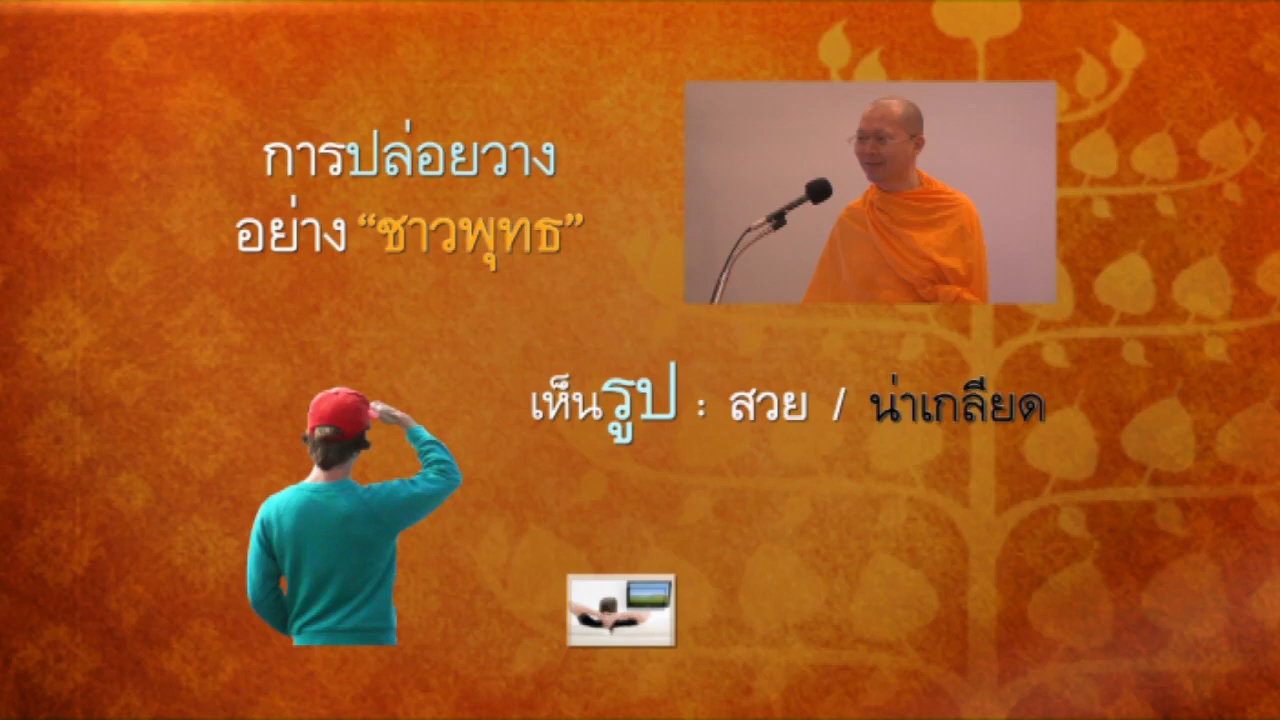 การปล่อยวาง
อย่าง “ชาวพุทธ”
เห็นรูป : สวย / น่าเกลียด